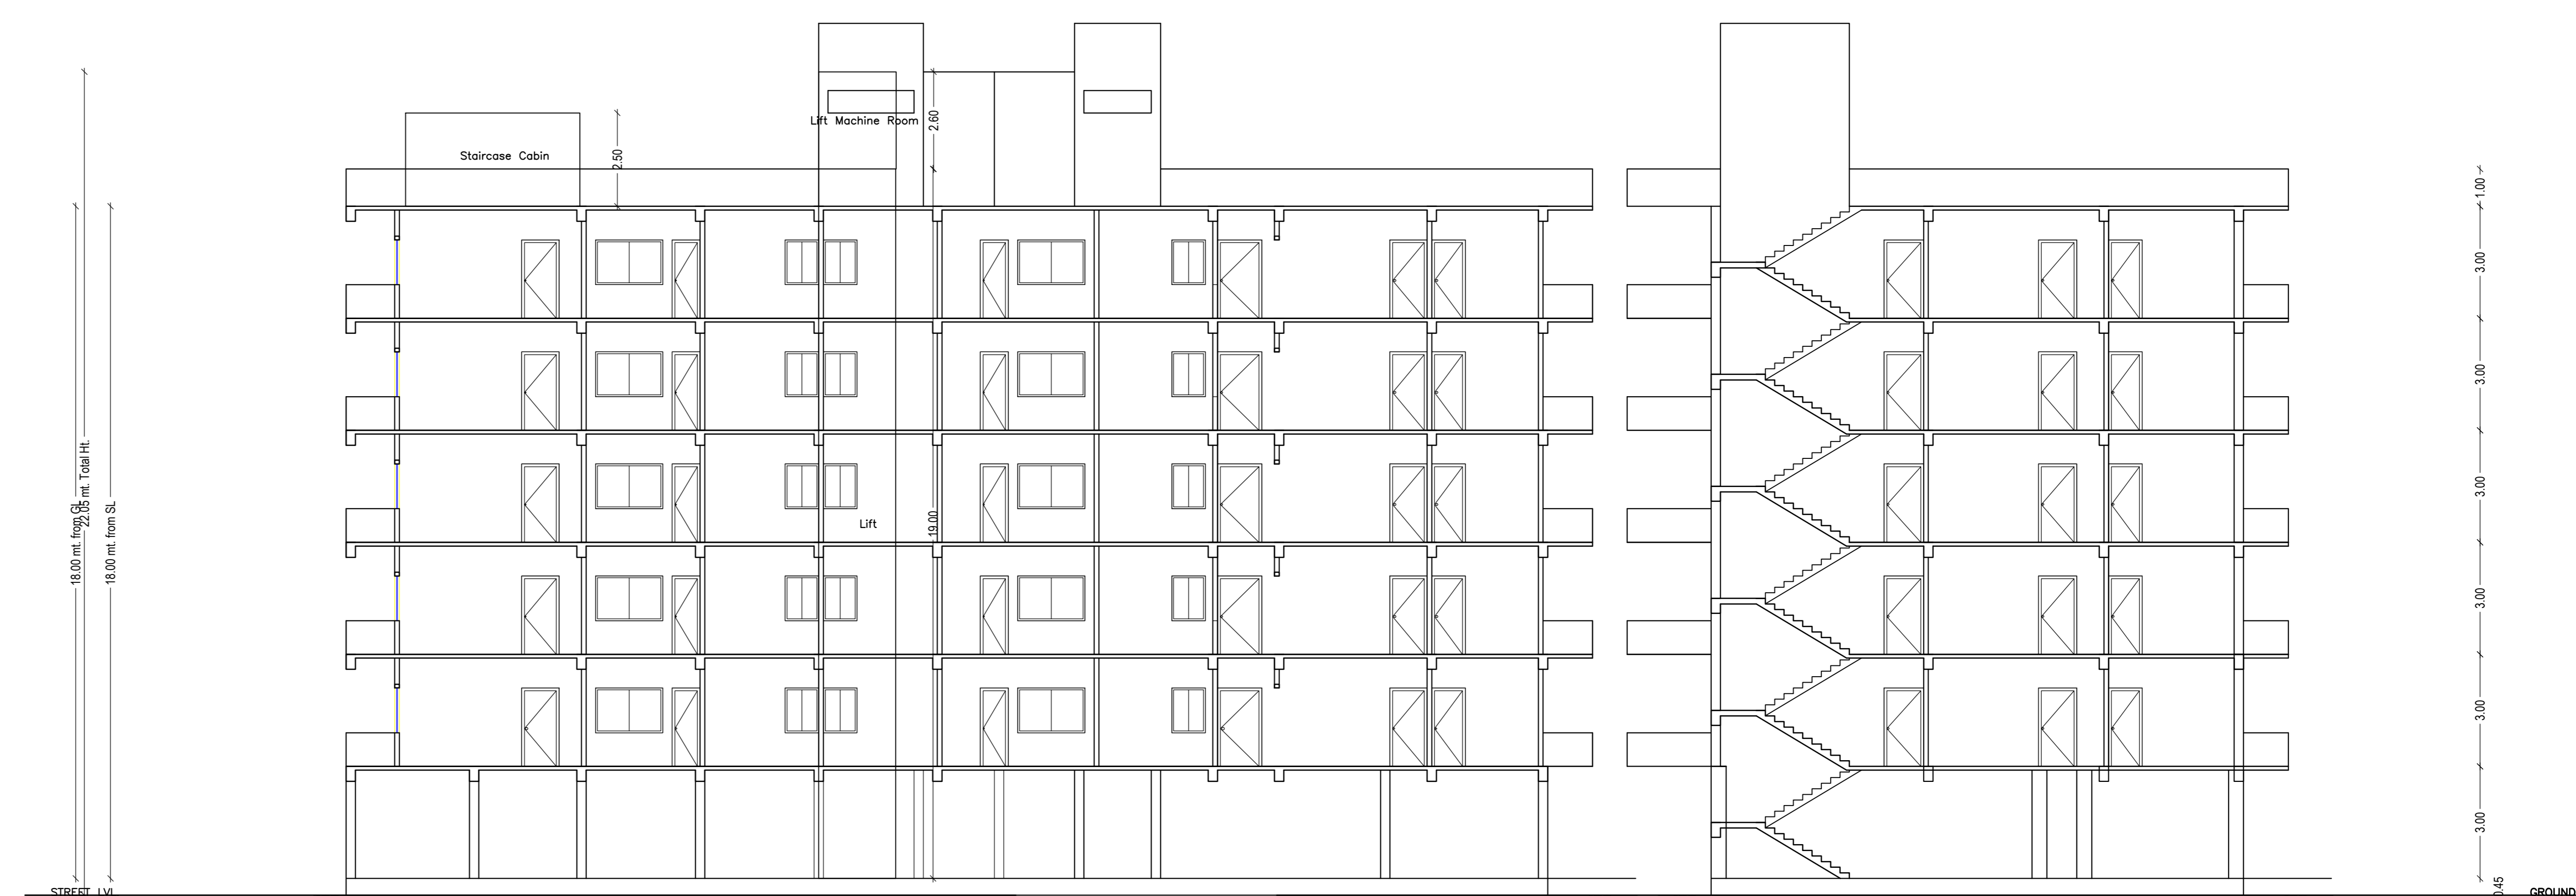 Lift Machine Room
2.60
Staircase Cabin
2.50
1.00
3.00
3.00
3.00
3.00
3.00
3.00
22.05 mt. Total Ht.
18.00 mt. from GL
18.00 mt. from SL
Lift
19.00
STREET LVL
0.45
GROUND